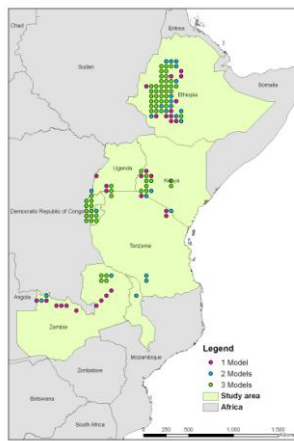 Chad
Eritrea
Sudan
Ethiopia
Somalia
Uganda
Kenya
Democratic Republic of Congo
Tanzania
Angola
Zambia
Mozambique
Zimbabwe
Botswana
South Africa
Legend
1 Model
2 Models
3 Models
Study area
Africa
0 250 500 1,000 1,500